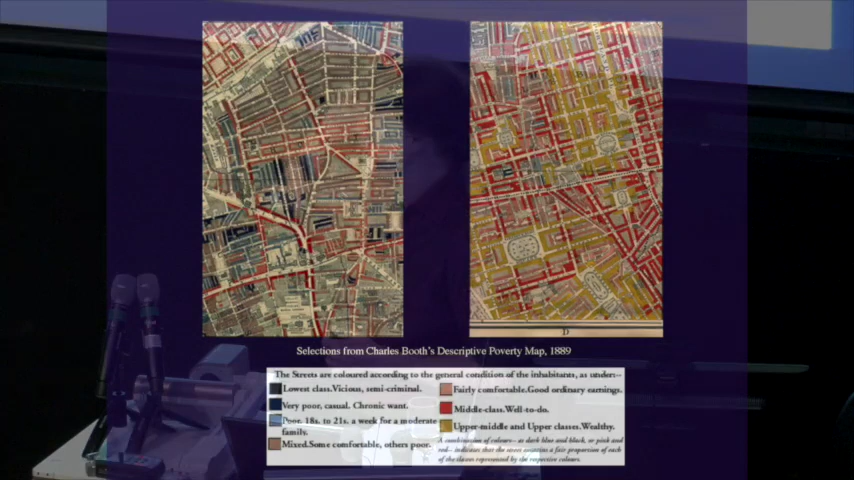 D
Selections from Charles Booth's Descriptive Poverty Map, 1889
The Streets are coloured according to the general condition of the inhabitants, as under:--
Lowest class.Vicious, semi-criminal.
Very poor, casual. Chronic want.
Poor. 18s. to 21s. a week for a moderate
family.
Mixed.Some comfortable, others poor.
Fairly comfortable.Good ordinary earnings.
Middle-class.Well-to-do.
Upper-middle and Upper classes.Wealthy.
A combination of colours-- as dark blue and black, or pink and
red-- indicates that the street contains a fair proportion of each
of the classes represented by the respective colours.